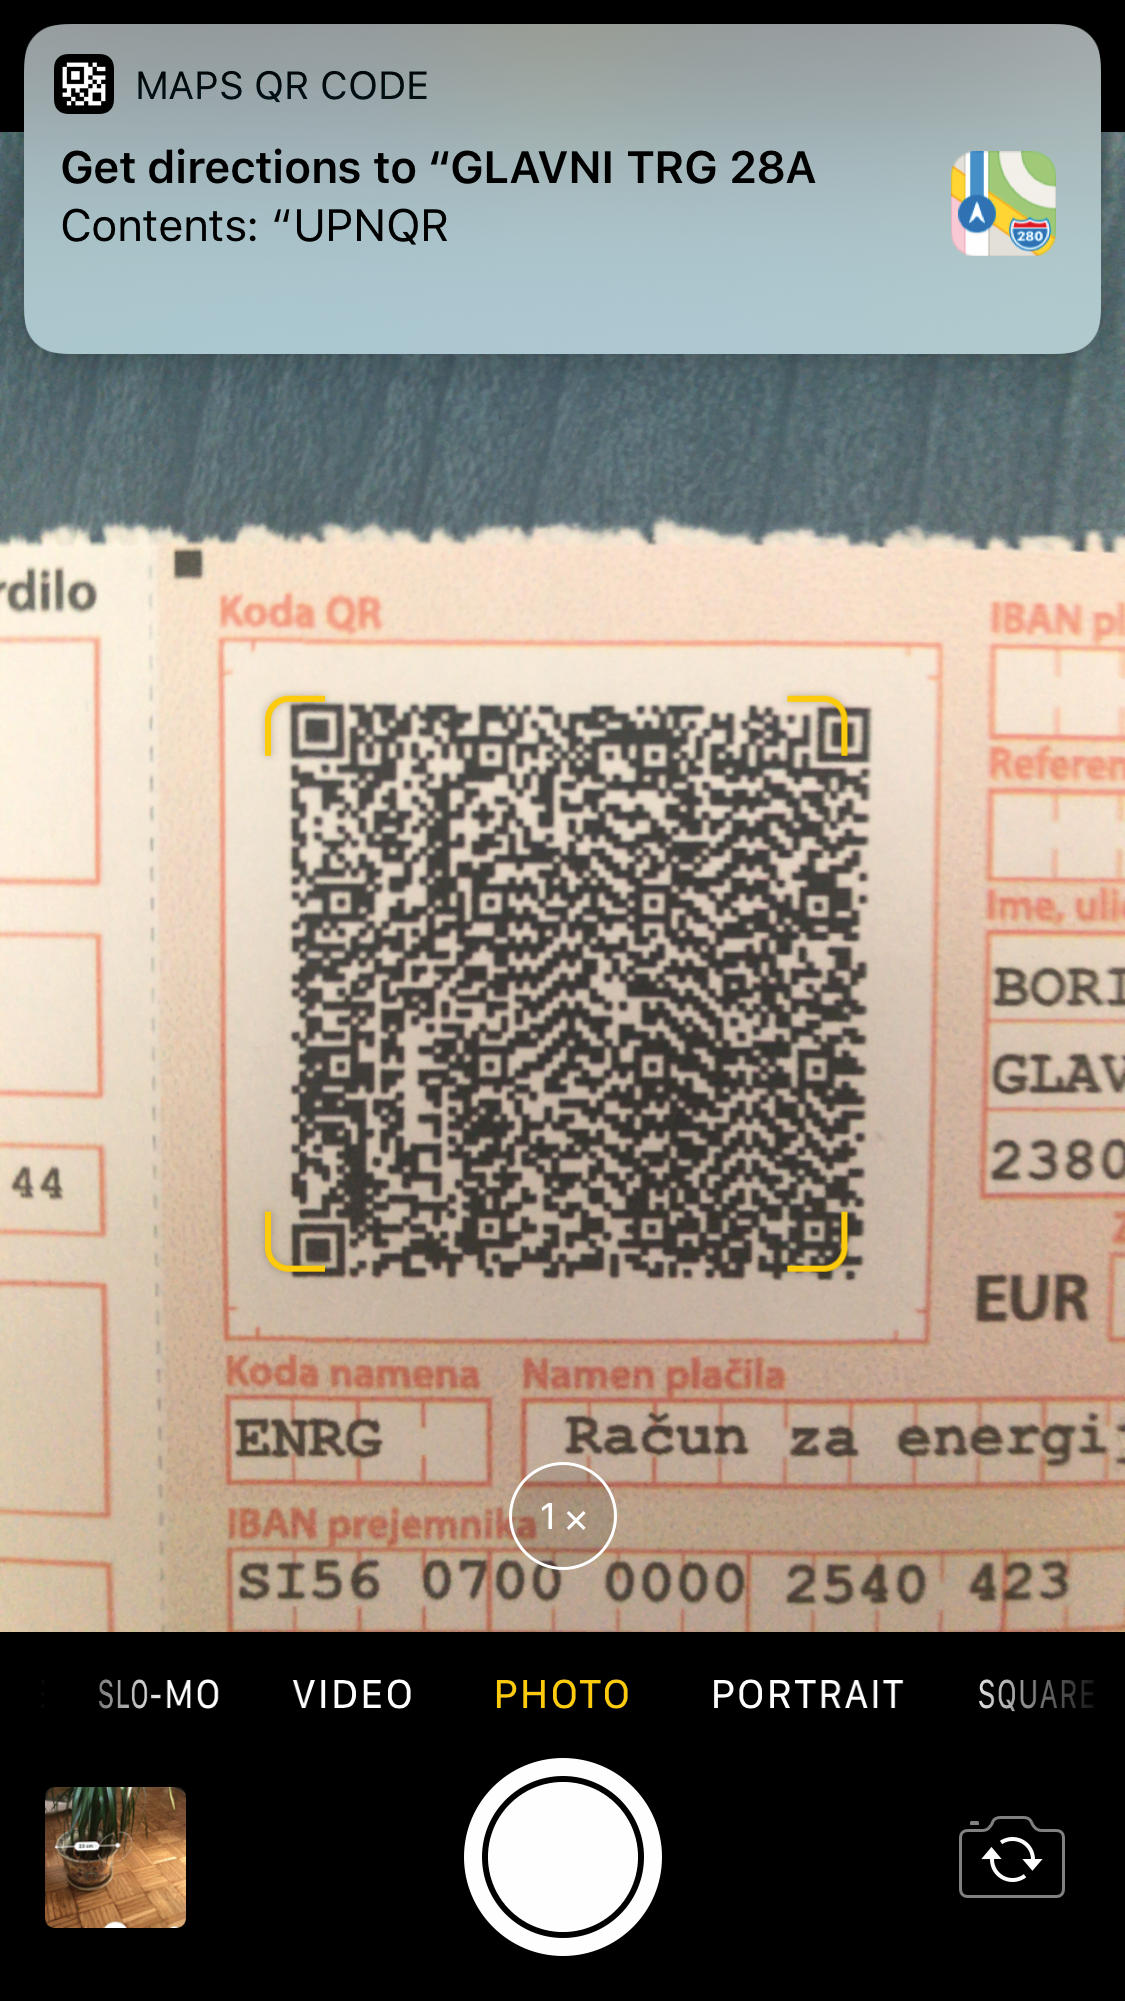 MAPS QR CODE
Get directions to “GLAVNI TRG 28A
Contents: “UPNQR
280
rdilo
Koda QR
IBAN pl
Referen
Ime, uli
BORI
GLAV
2380
44
EUR
Koda namena
Namen plačila
ENRG
Račun za energij
1×
IBAN prejemnika
SI56 0700 0000 2540 423
SLO-MO
VIDEO
PHOTO
PORTRAIT
SQUARE